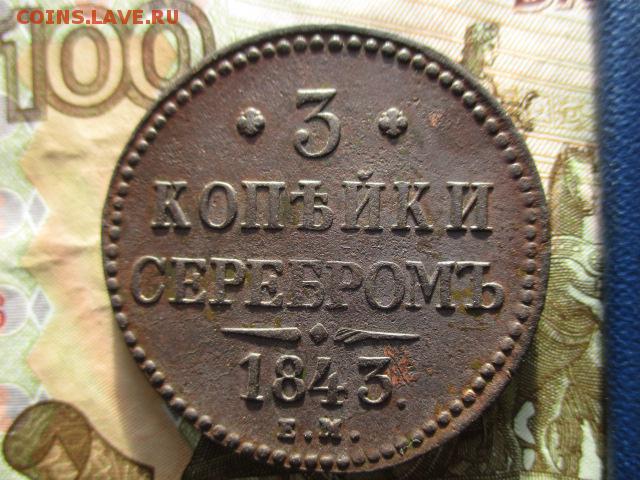 COINS.LAVE.RU
100
3
КОПѢЙКИ
СЕРЕБРОМЪ
1843.
Е.М.